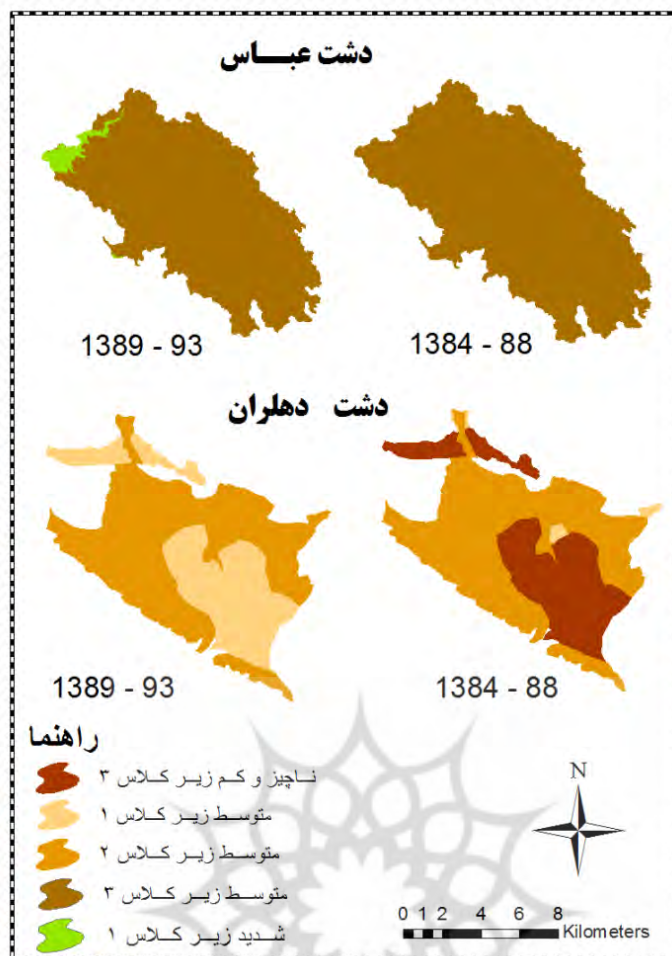 دشت عبـــاس
1389 - 93
1384 - 88
دشت دهلران
1389 - 93
1384 - 88
راهنما
ناچیز و کم زیر کلاس ۳
متوسط زیر کلاس ۱
متوسط زیر کلاس ۲
متوسط زیر کلاس ۳
شدید زیر کلاس ۱
N
0 1 2 4 6 8
Kilometers